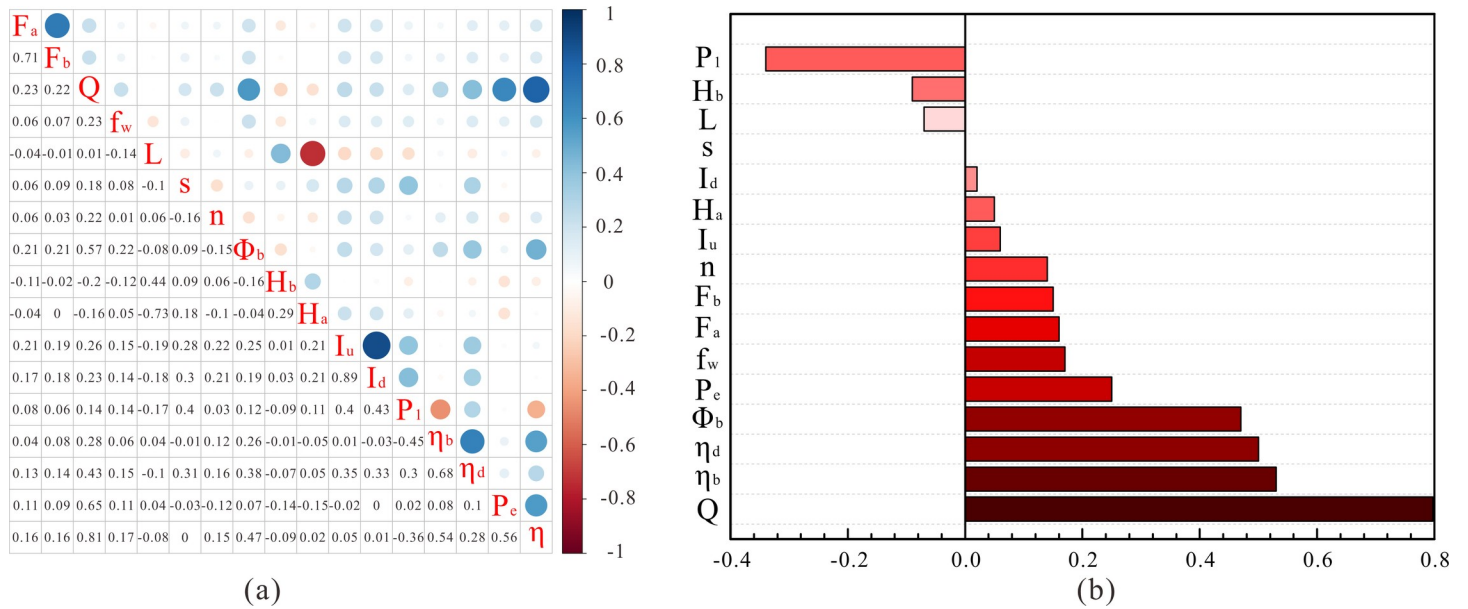 Fa
0.71 Fb
0.23 0.22 Q
0.06 0.07 0.23 fw
-0.04 -0.01 0.01 -0.14 L
0.06 0.09 0.18 0.08 -0.1 s
0.06 0.03 0.22 0.01 0.06 -0.16 n
0.21 0.21 0.57 0.22 -0.08 0.09 -0.15 Φb
-0.11 -0.02 -0.2 -0.12 0.44 0.09 0.06 -0.16 Hb
-0.04 0 -0.16 0.05 -0.73 0.18 -0.1 -0.04 0.29 Ha
0.21 0.19 0.26 0.15 -0.19 0.28 0.22 0.25 0.01 0.21 Iu
0.17 0.18 0.23 0.14 -0.18 0.3 0.21 0.19 0.03 0.21 0.89 Id
0.08 0.06 0.14 0.14 -0.17 0.4 0.03 0.12 -0.09 0.11 0.4 0.43 P1
0.04 0.08 0.28 0.06 0.04 -0.01 0.12 0.26 -0.01 -0.05 0.01 -0.03 -0.45 ηb
0.13 0.14 0.43 0.15 -0.1 0.31 0.16 0.38 -0.07 0.05 0.35 0.33 0.3 0.68 ηd
0.11 0.09 0.65 0.11 0.04 -0.03 -0.12 0.07 -0.14 -0.15 -0.02 0 0.02 0.08 0.1 Pe
0.16 0.16 0.81 0.17 -0.08 0 0.15 0.47 -0.09 0.02 0.05 0.01 -0.36 0.54 0.28 0.56 η
1
0.8
0.6
0.4
0.2
0
-0.2
-0.4
-0.6
-0.8
-1
(a)
P1
Hb
L
s
Id
Ha
Iu
n
Fb
Fa
fw
Pe
Φb
ηd
ηb
Q
-0.4 -0.2 0.0 0.2 0.4 0.6 0.8
(b)